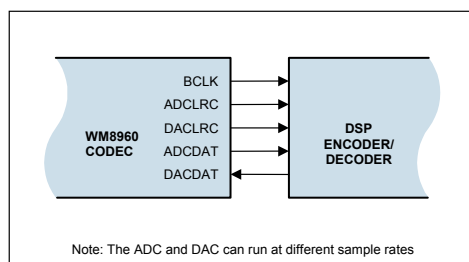 BCLK
ADCLRC
DACLRC
ADCDAT
DACDAT
WM8960
CODEC
DSP
ENCODER/
DECODER
Note: The ADC and DAC can run at different sample rates